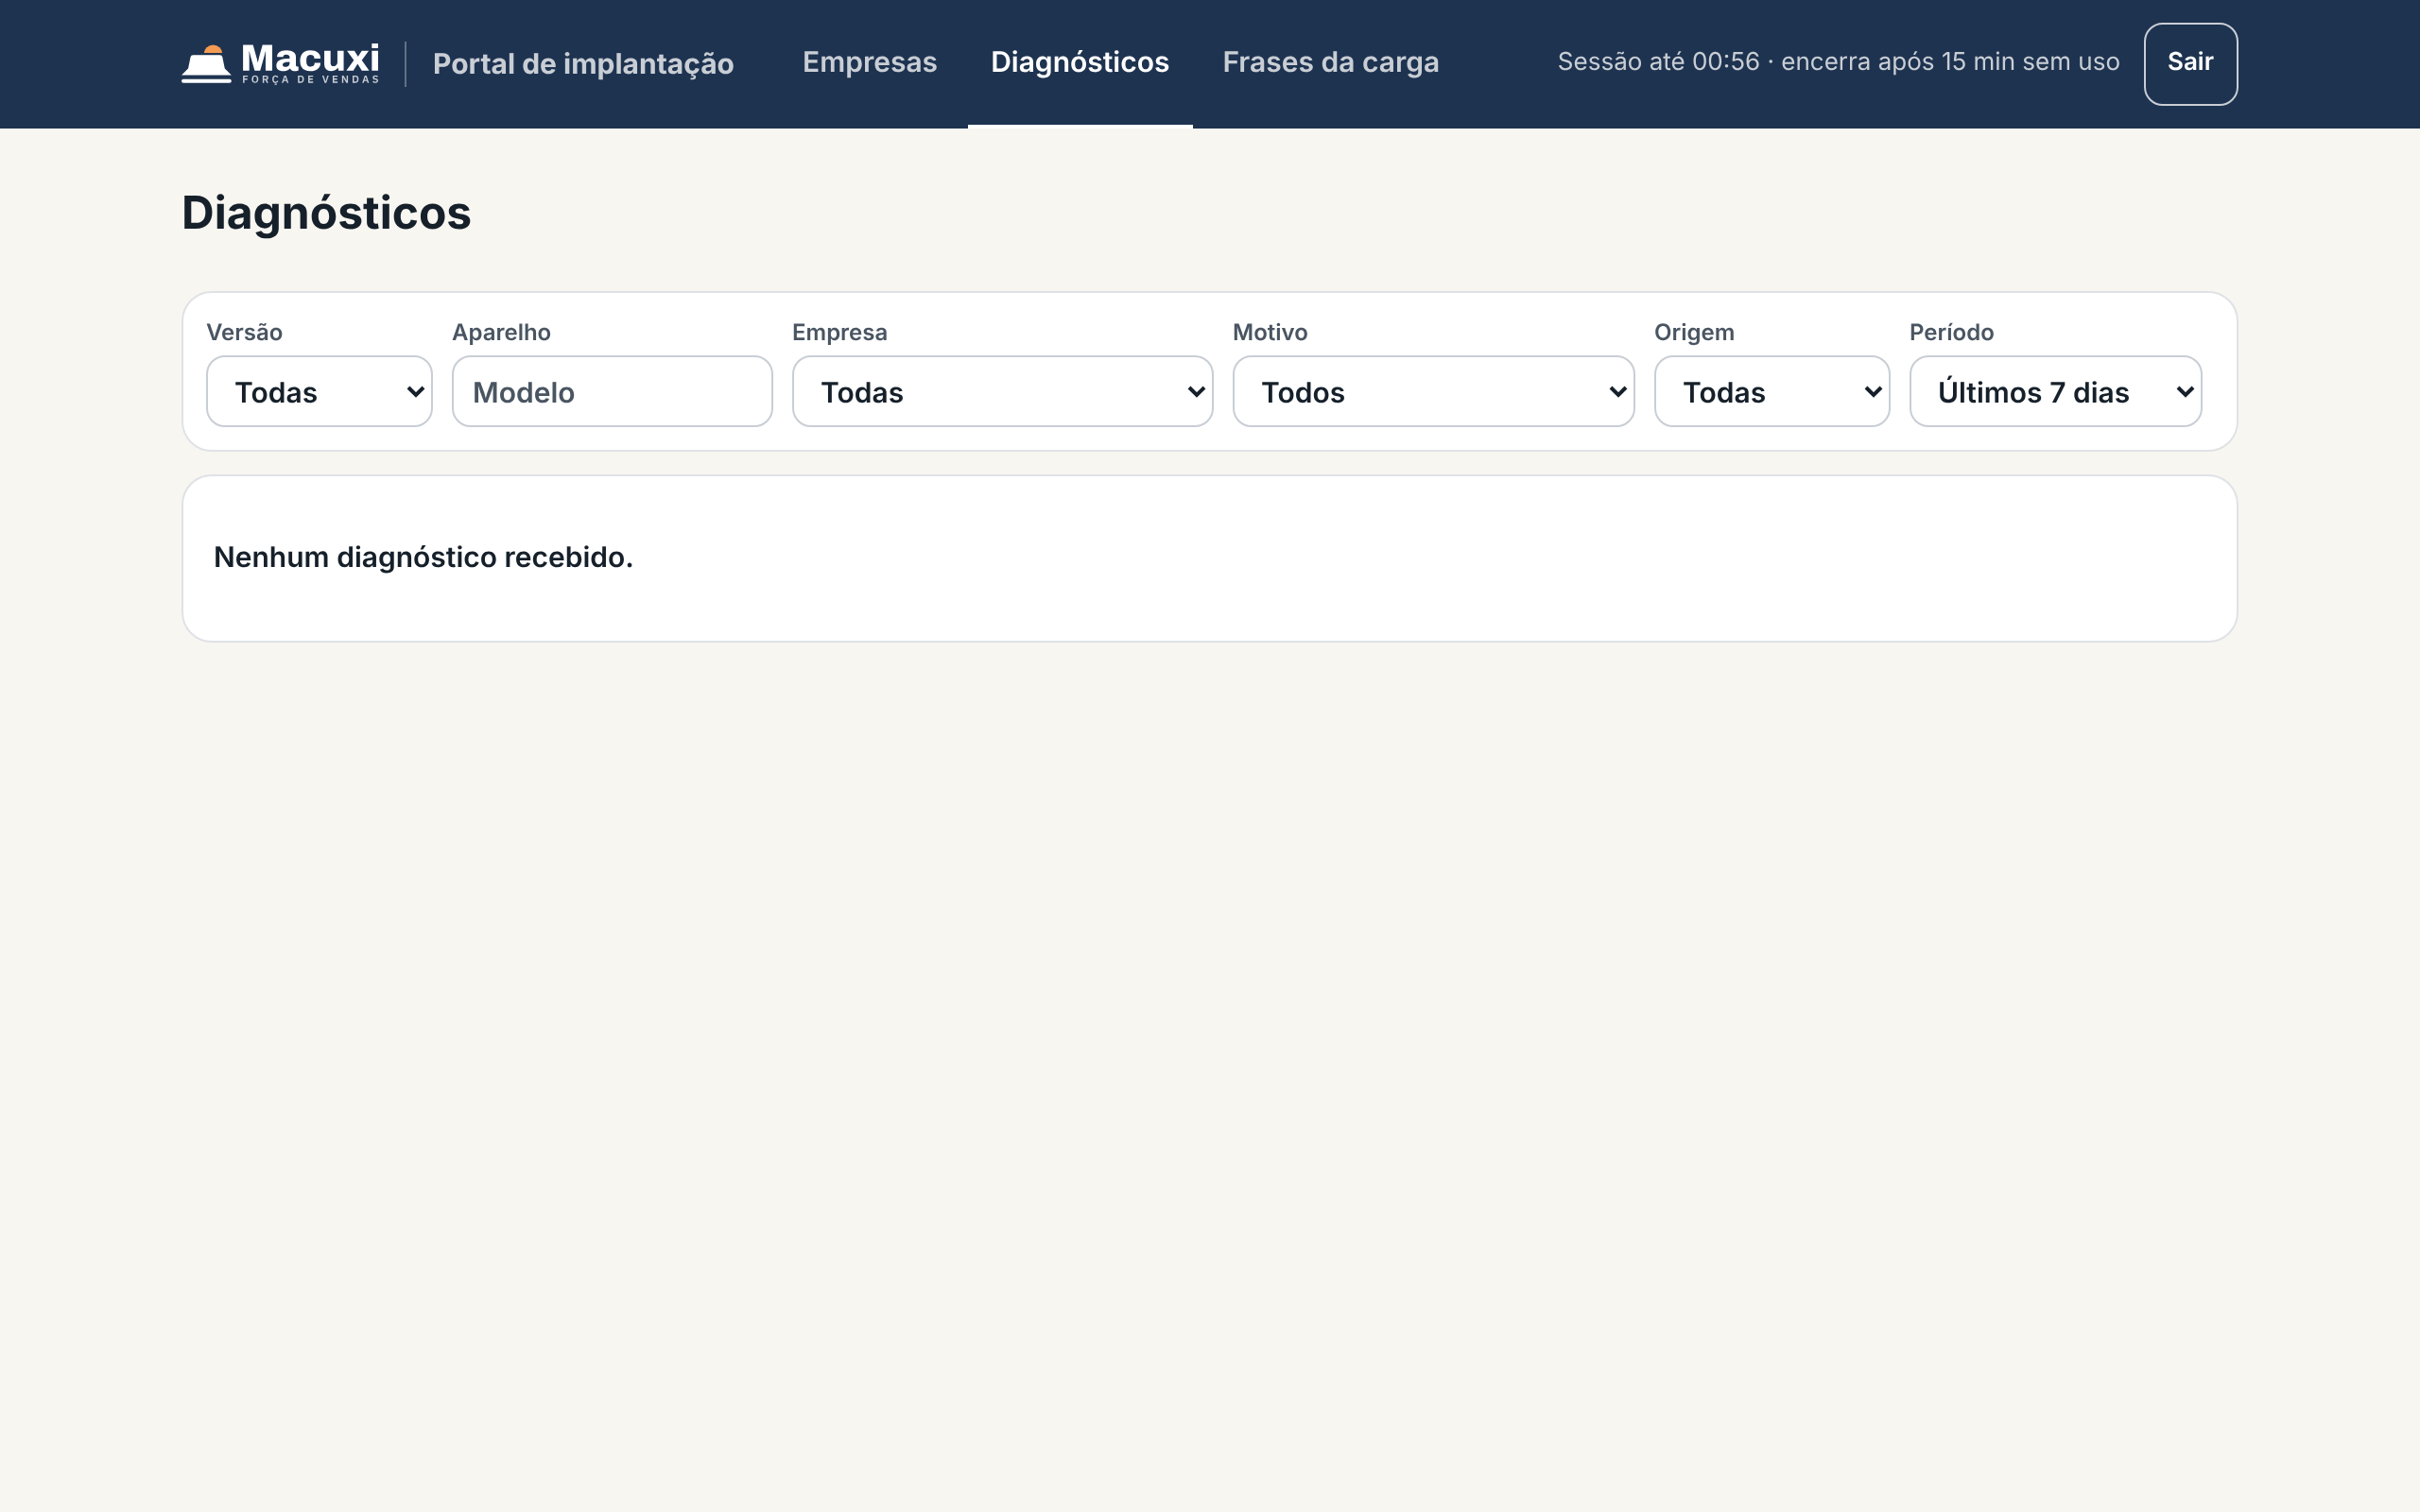 Macuxi
FORÇA DE VENDAS
Portal de implantação
Empresas
Diagnósticos
Frases da carga
Sessão até 00:56 · encerra após 15 min sem uso
Sair
Diagnósticos
Versão
Aparelho
Empresa
Motivo
Origem
Período
Todas
Modelo
Todas
Todos
Todas
Últimos 7 dias
Nenhum diagnóstico recebido.